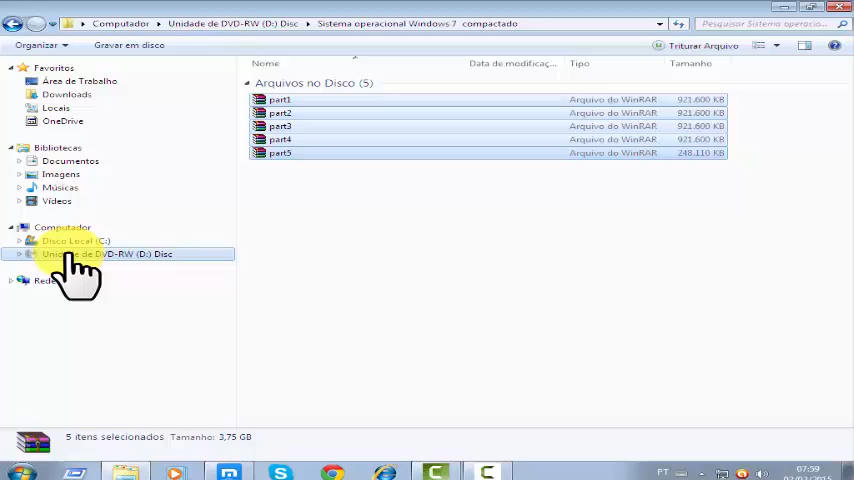 Computador ▸ Unidade de DVD-RW (D:) Disc ▸ Sistema operacional Windows 7 compactado
Pesquisar Sistema operacio...
Organizar
Gravar em disco
Triturar Arquivo
Favoritos
Área de Trabalho
Downloads
Locais
OneDrive
Bibliotecas
Documentos
Imagens
Músicas
Vídeos
Computador
Disco Local (C:)
Unidade de DVD-RW (D:) Disc
Rede
Nome
Data de modificaç...
Tipo
Tamanho
Arquivos no Disco (5)
part1 Arquivo do WinRAR 921.600 KB
part2 Arquivo do WinRAR 921.600 KB
part3 Arquivo do WinRAR 921.600 KB
part4 Arquivo do WinRAR 921.600 KB
part5 Arquivo do WinRAR 248.110 KB
5 itens selecionados Tamanho: 3,75 GB
PT
07:59